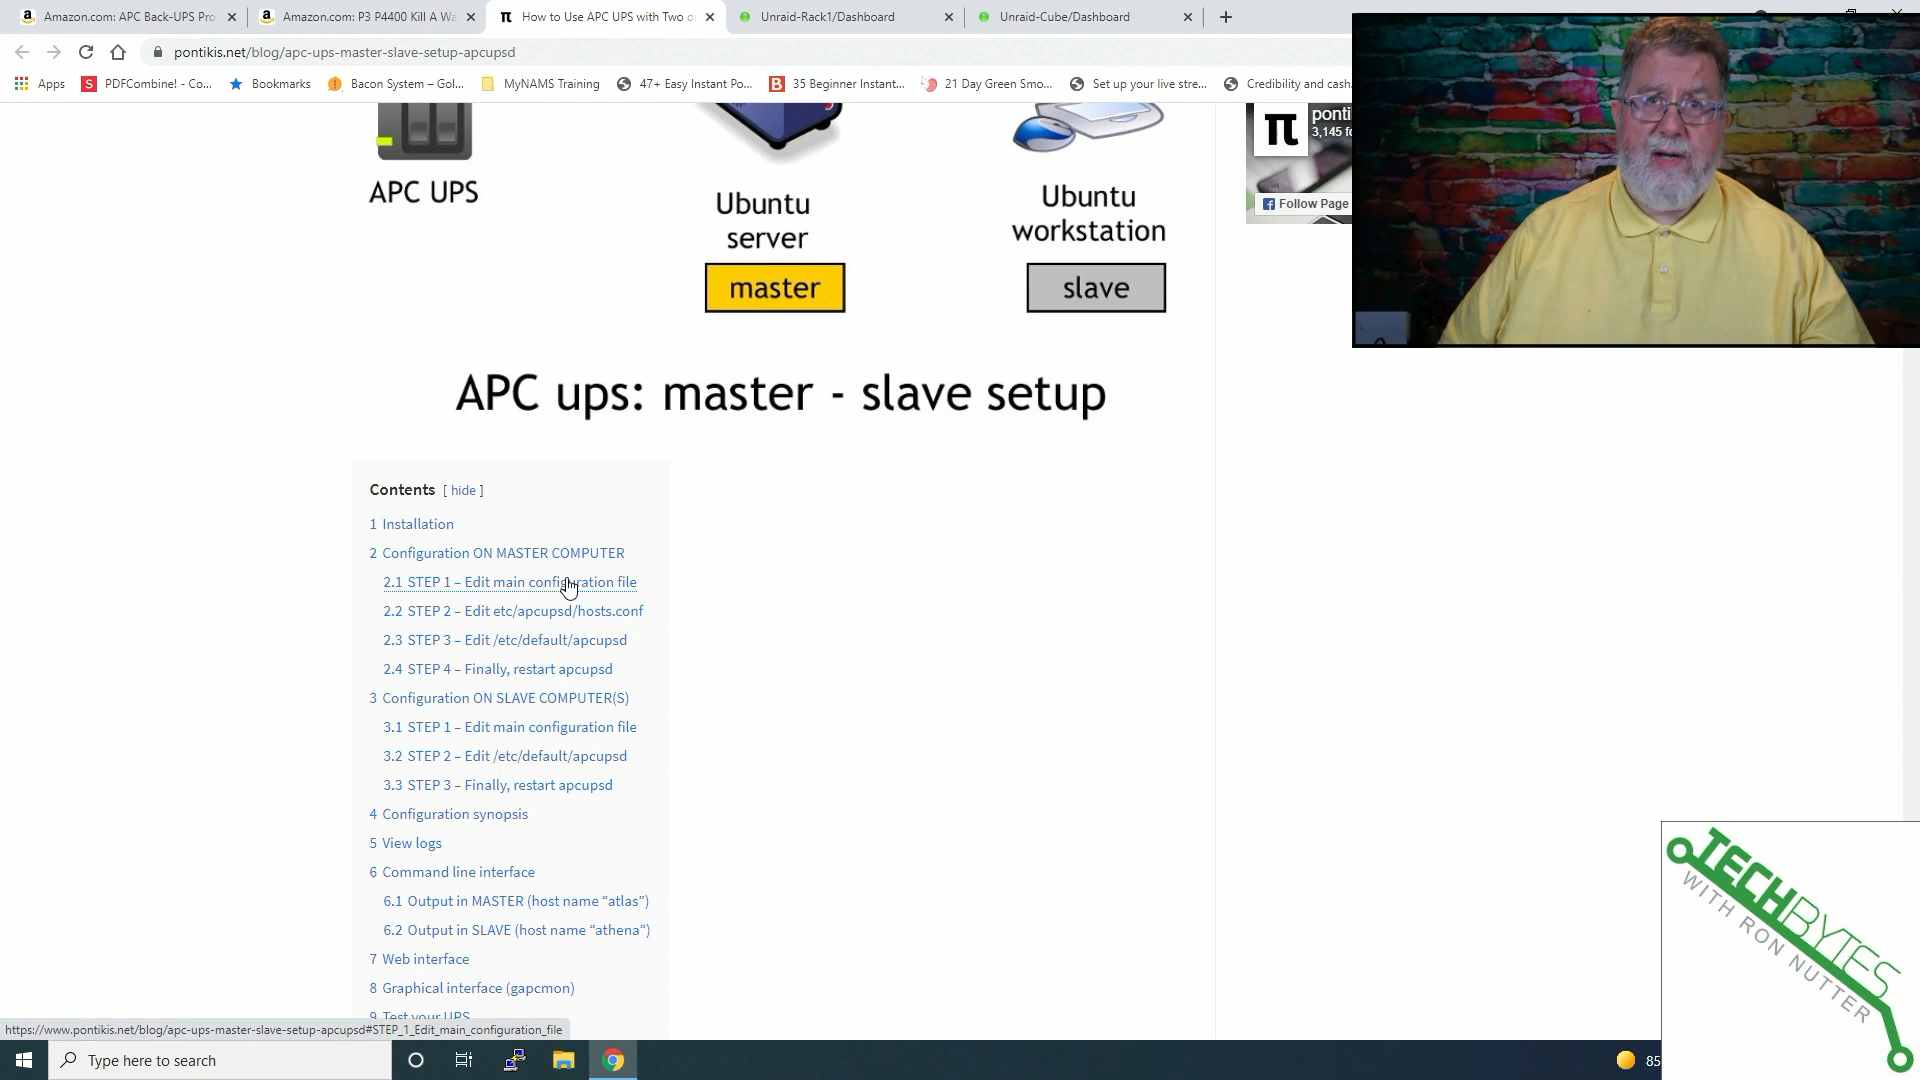 Amazon.com: APC Back-UPS Pro
Amazon.com: P3 P4400 Kill A Wa
How to Use APC UPS with Two o
Unraid-Rack1/Dashboard
Unraid-Cube/Dashboard
pontikis.net/blog/apc-ups-master-slave-setup-apcupsd
Apps
PDFCombine! - Co...
Bookmarks
Bacon System – Gol...
MyNAMS Training
47+ Easy Instant Po...
35 Beginner Instant...
21 Day Green Smo...
Set up your live stre...
Credibility and cash
APC UPS
Ubuntu
server
master
Ubuntu
workstation
slave
π
ponti
3,145 fo
Follow Page
APC ups: master - slave setup
Contents [ hide ]
1 Installation
2 Configuration ON MASTER COMPUTER
2.1 STEP 1 – Edit main configuration file
2.2 STEP 2 – Edit etc/apcupsd/hosts.conf
2.3 STEP 3 – Edit /etc/default/apcupsd
2.4 STEP 4 – Finally, restart apcupsd
3 Configuration ON SLAVE COMPUTER(S)
3.1 STEP 1 – Edit main configuration file
3.2 STEP 2 – Edit /etc/default/apcupsd
3.3 STEP 3 – Finally, restart apcupsd
4 Configuration synopsis
5 View logs
6 Command line interface
6.1 Output in MASTER (host name “atlas”)
6.2 Output in SLAVE (host name “athena”)
7 Web interface
8 Graphical interface (gapcmon)
9 Test your UPS
https://www.pontikis.net/blog/apc-ups-master-slave-setup-apcupsd#STEP_1_Edit_main_configuration_file
Type here to search
85
TECHBYTES
WITH RON NUTTER